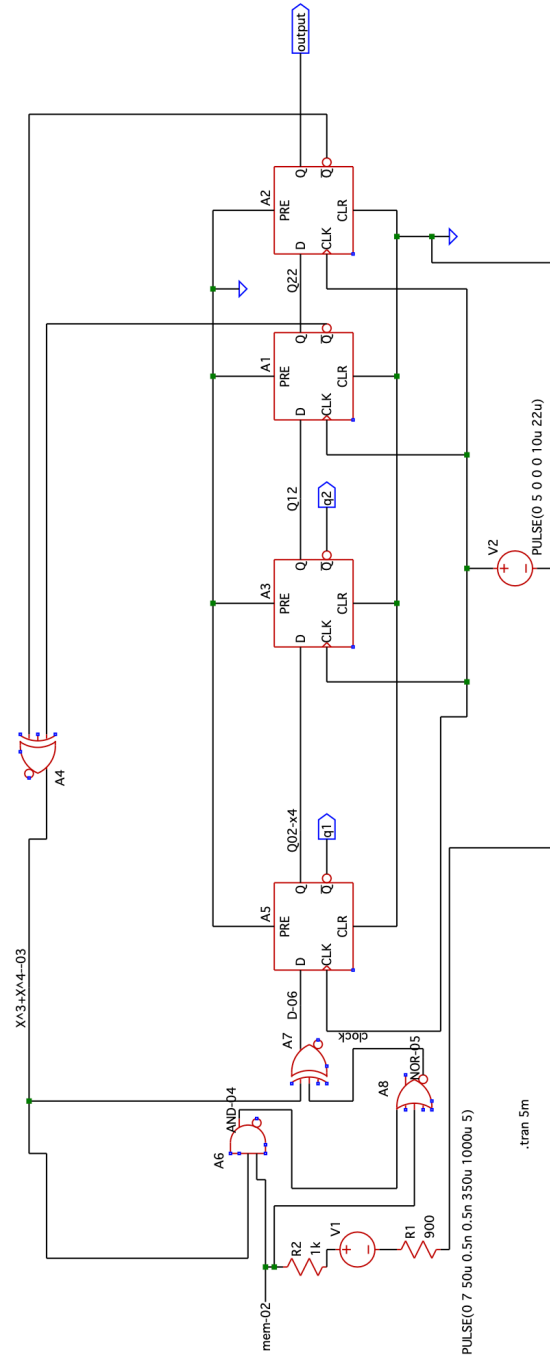 output
A2
PRE
Q
Q
D
CLK
CLR
Q22
A1
PRE
Q
Q
D
CLK
CLR
Q12
q2
A3
PRE
Q
Q
D
CLK
CLR
V2
PULSE(0 5 0 0 0 10u 22u)
A4
Q02-x4
q1
A5
PRE
Q
Q
D
CLK
CLR
X^3+X^4--03
D-06
A7
clock
A6
AND-04
A8
NOR-05
mem-02
R2
1k
V1
R1
900
PULSE(0 7 50u 0.5n 0.5n 350u 1000u 5)
.tran 5m